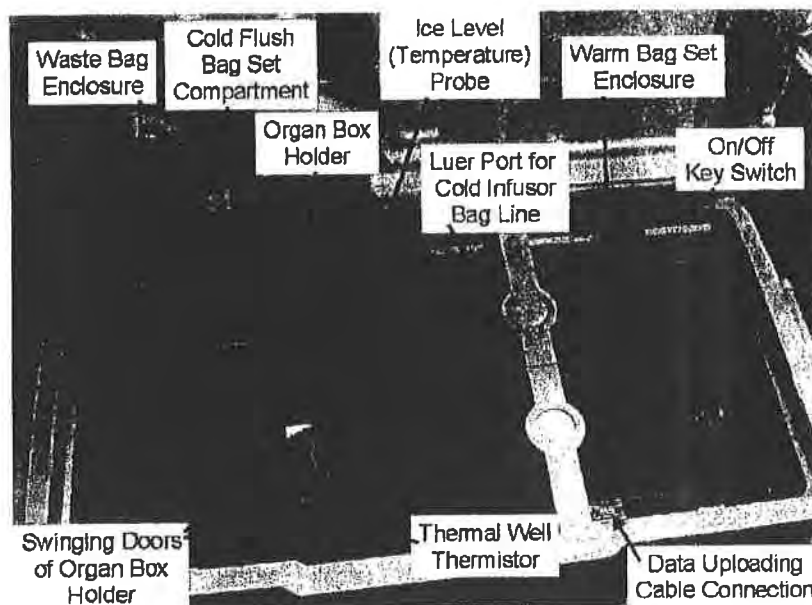 Waste Bag
Enclosure
Cold Flush
Bag Set
Compartment
Ice Level
(Temperature)
Probe
Warm Bag Set
Enclosure
Organ Box
Holder
Luer Port for
Cold Infusor
Bag Line
On/Off
Key Switch
Swinging Doors
of Organ Box
Holder
Thermal Well
Thermistor
Data Uploading
Cable Connection